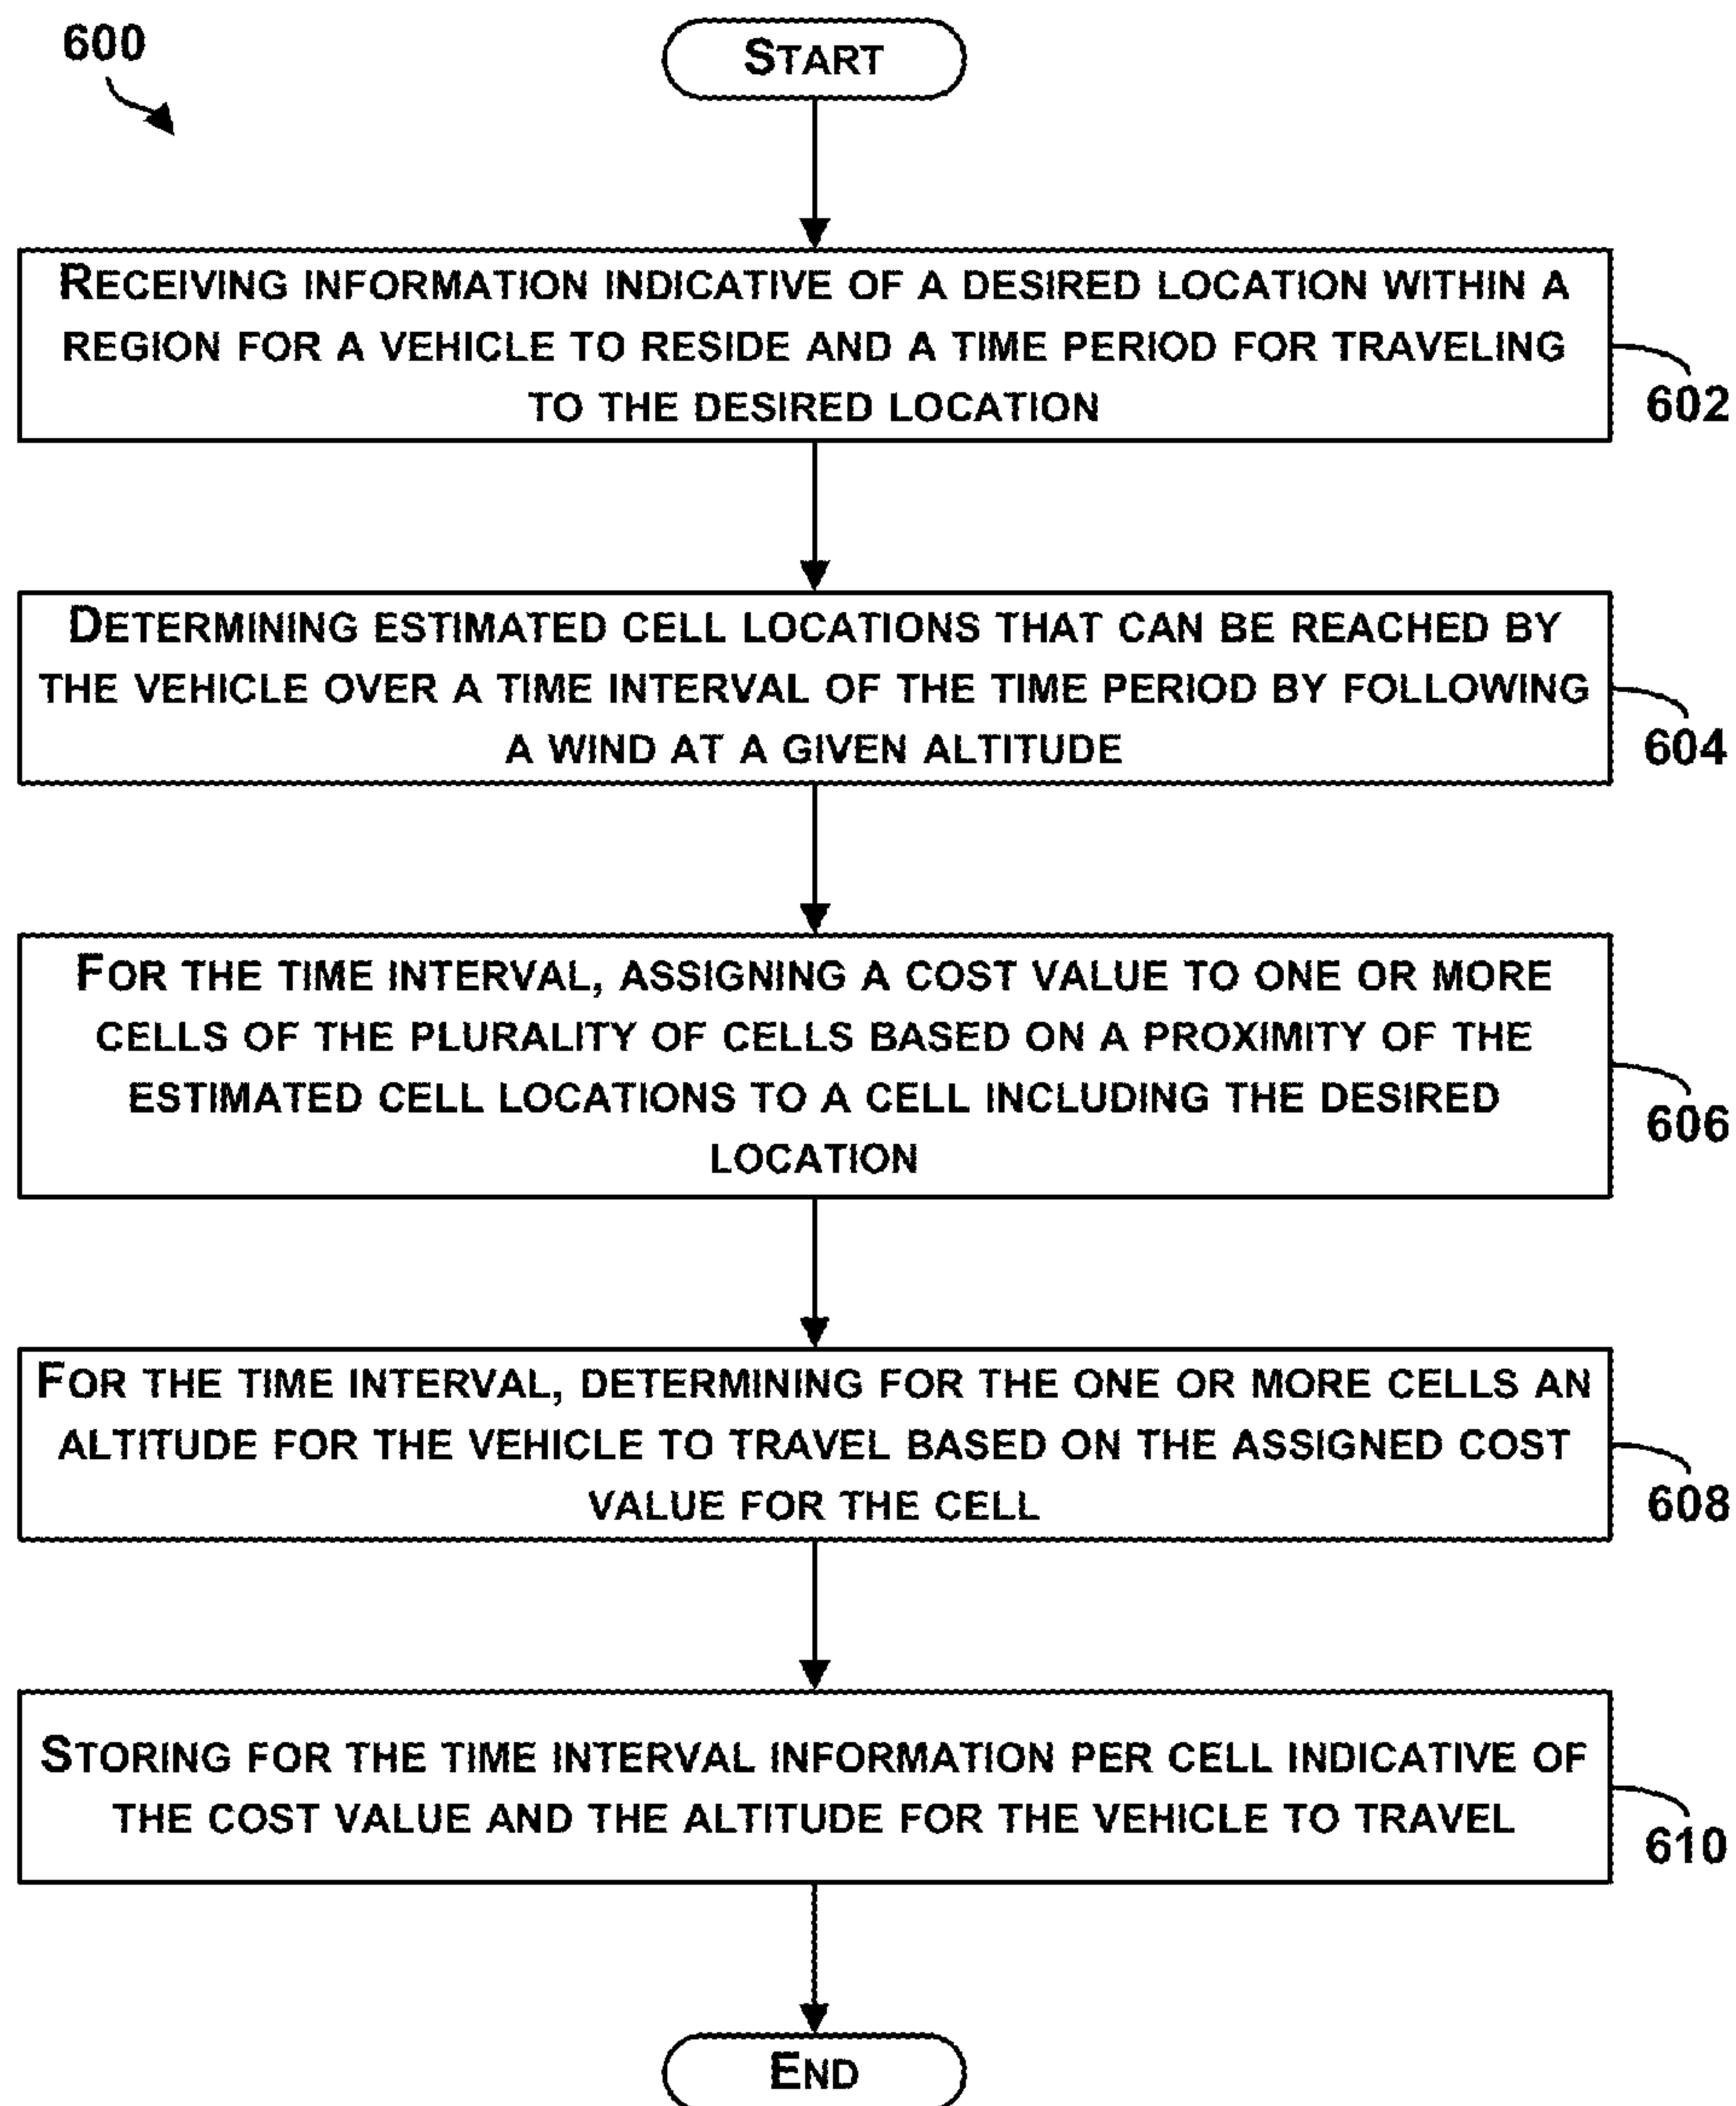 600
START
RECEIVING INFORMATION INDICATIVE OF A DESIRED LOCATION WITHIN A
REGION FOR A VEHICLE TO RESIDE AND A TIME PERIOD FOR TRAVELING
TO THE DESIRED LOCATION
602
DETERMINING ESTIMATED CELL LOCATIONS THAT CAN BE REACHED BY
THE VEHICLE OVER A TIME INTERVAL OF THE TIME PERIOD BY FOLLOWING
A WIND AT A GIVEN ALTITUDE
604
FOR THE TIME INTERVAL, ASSIGNING A COST VALUE TO ONE OR MORE
CELLS OF THE PLURALITY OF CELLS BASED ON A PROXIMITY OF THE
ESTIMATED CELL LOCATIONS TO A CELL INCLUDING THE DESIRED
LOCATION
606
FOR THE TIME INTERVAL, DETERMINING FOR THE ONE OR MORE CELLS AN
ALTITUDE FOR THE VEHICLE TO TRAVEL BASED ON THE ASSIGNED COST
VALUE FOR THE CELL
608
STORING FOR THE TIME INTERVAL INFORMATION PER CELL INDICATIVE OF
THE COST VALUE AND THE ALTITUDE FOR THE VEHICLE TO TRAVEL
610
END